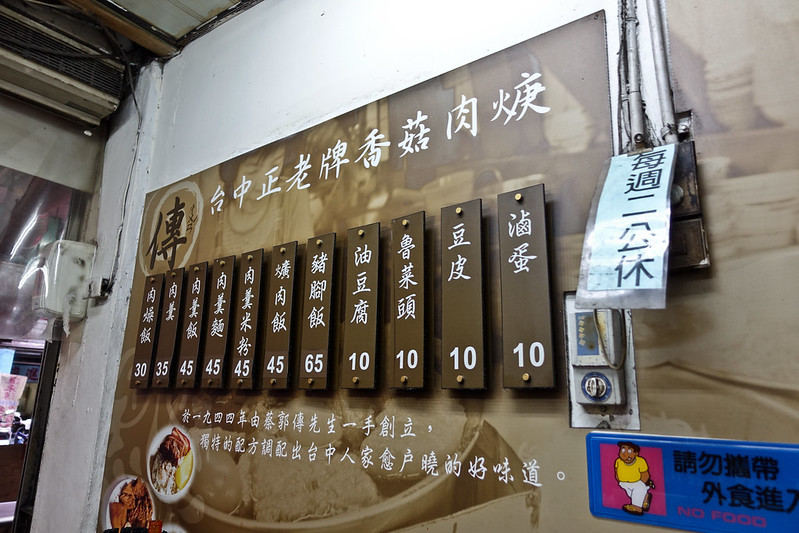 台中正老牌香菇肉焿
傳
肉燥飯 30
肉羹 35
肉羹飯 45
肉羹麵 45
肉羹米粉 45
爌肉飯 45
豬腳飯 65
油豆腐 10
魯菜頭 10
豆皮 10
滷蛋 10
每週二公休
於一九四四年由蔡郭傳先生一手創立，
獨特的配方調配出台中人家愈戶曉的好味道。
請勿攜帶
外食進入
NO FOOD